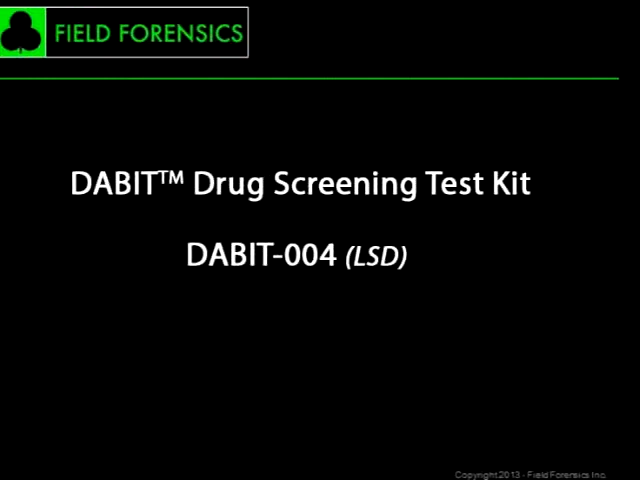 FIELD FORENSICS
DABIT™ Drug Screening Test Kit
DABIT-004 (LSD)
Copyright 2013 - Field Forensics Inc.